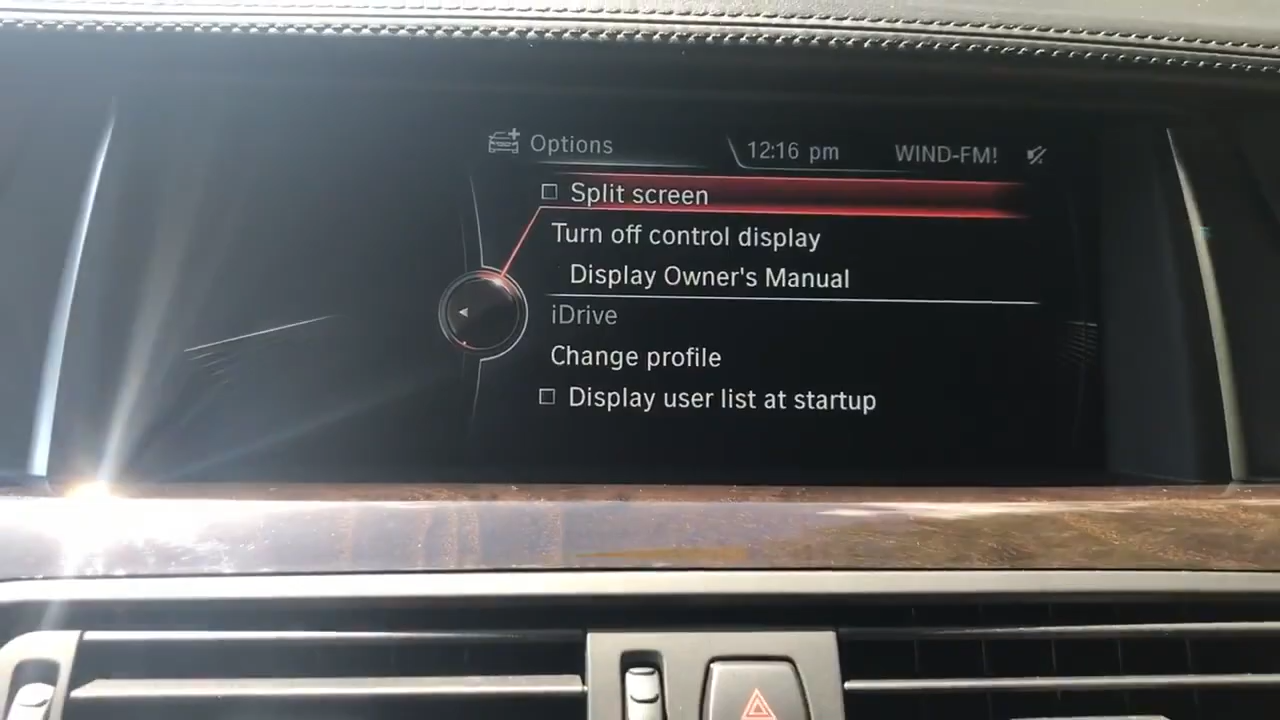 Options
12:16 pm
WIND-FM!
Split screen
Turn off control display
Display Owner's Manual
iDrive
Change profile
Display user list at startup